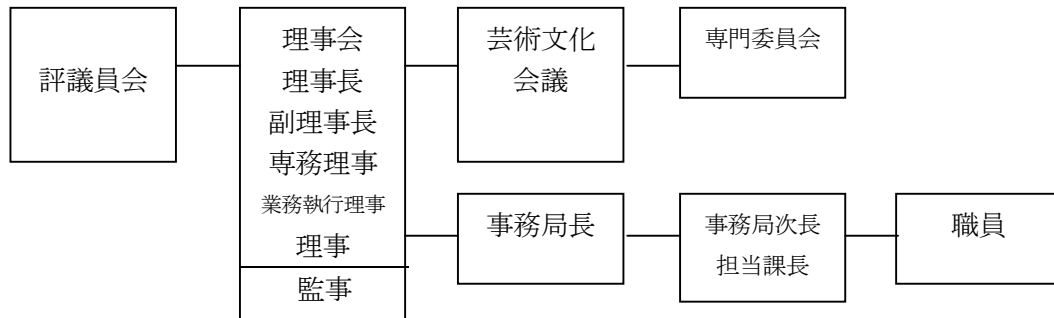 評議員会
理事会
理事長
副理事長
専務理事
業務執行理事
理事
監事
芸術文化
会議
専門委員会
事務局長
事務局次長
担当課長
職員